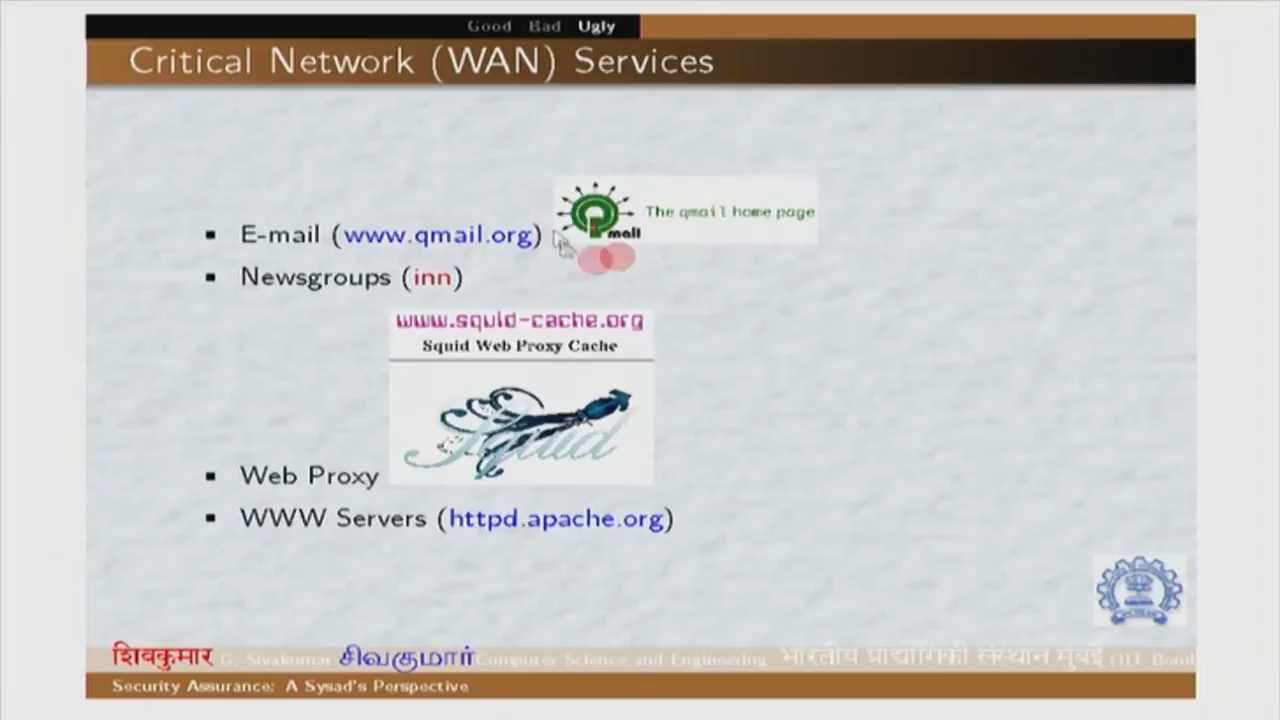 Good Bad Ugly
Critical Network (WAN) Services
The qmail home page
mail
E-mail (www.qmail.org)
Newsgroups (inn)
www.squid-cache.org
Squid Web Proxy Cache
Squid
Web Proxy
WWW Servers (httpd.apache.org)
शिवकुमार G. Sivakumar சிவகுமார் Computer Science and Engineering भारतीय प्रौद्योगिकी संस्थान मुंबई (IIT Bomb
Security Assurance: A Sysad's Perspective